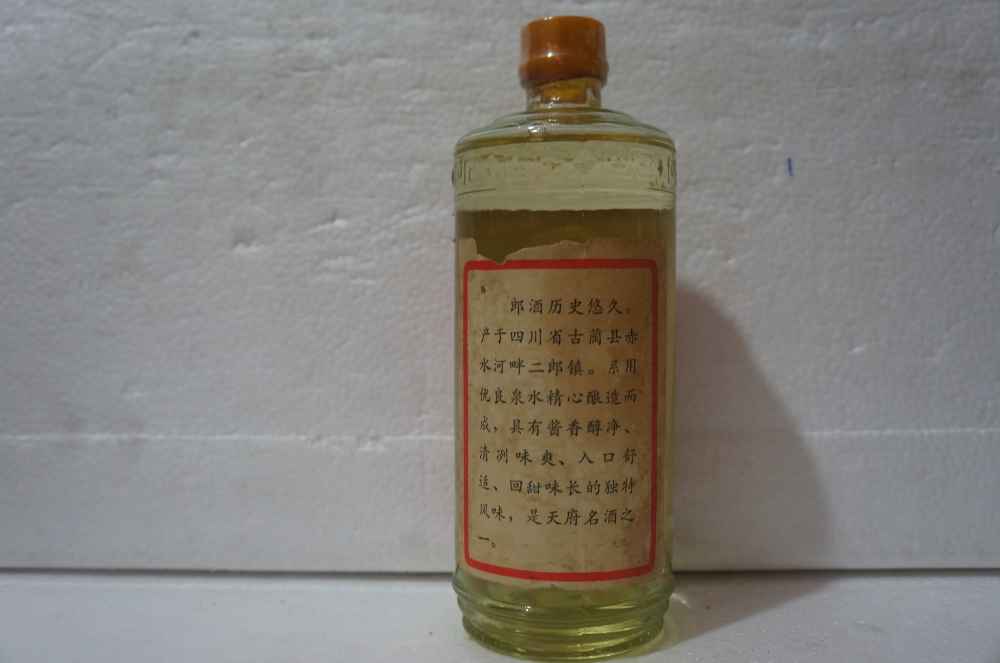 郎酒历史悠久。
产于四川省古蔺县赤
水河畔二郎镇。系用
优良泉水精心酿造而
成，具有酱香醇净、
清冽味爽、入口舒
适、回甜味长的独特
风味，是天府名酒之
一。